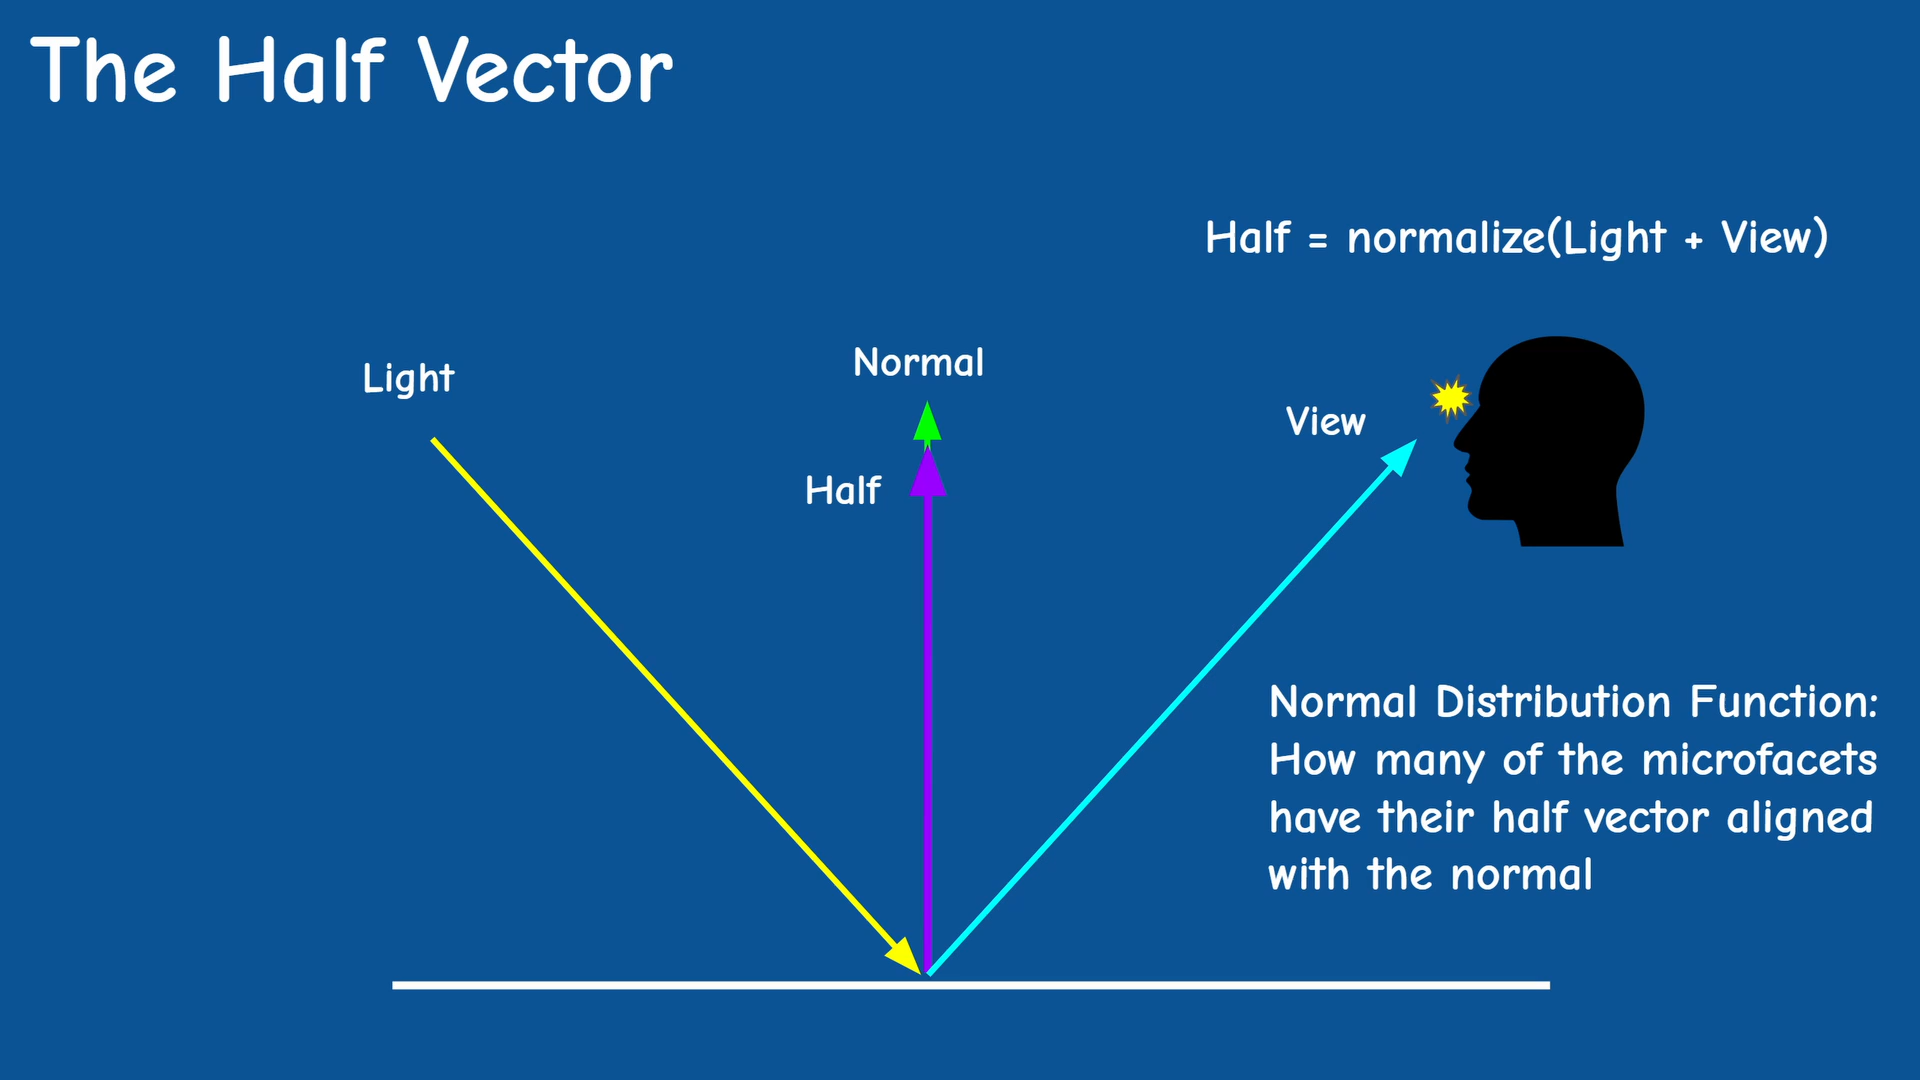 The Half Vector
Half = normalize(Light + View)
Normal
Light
View
Half
Normal Distribution Function:
How many of the microfacets
have their half vector aligned
with the normal